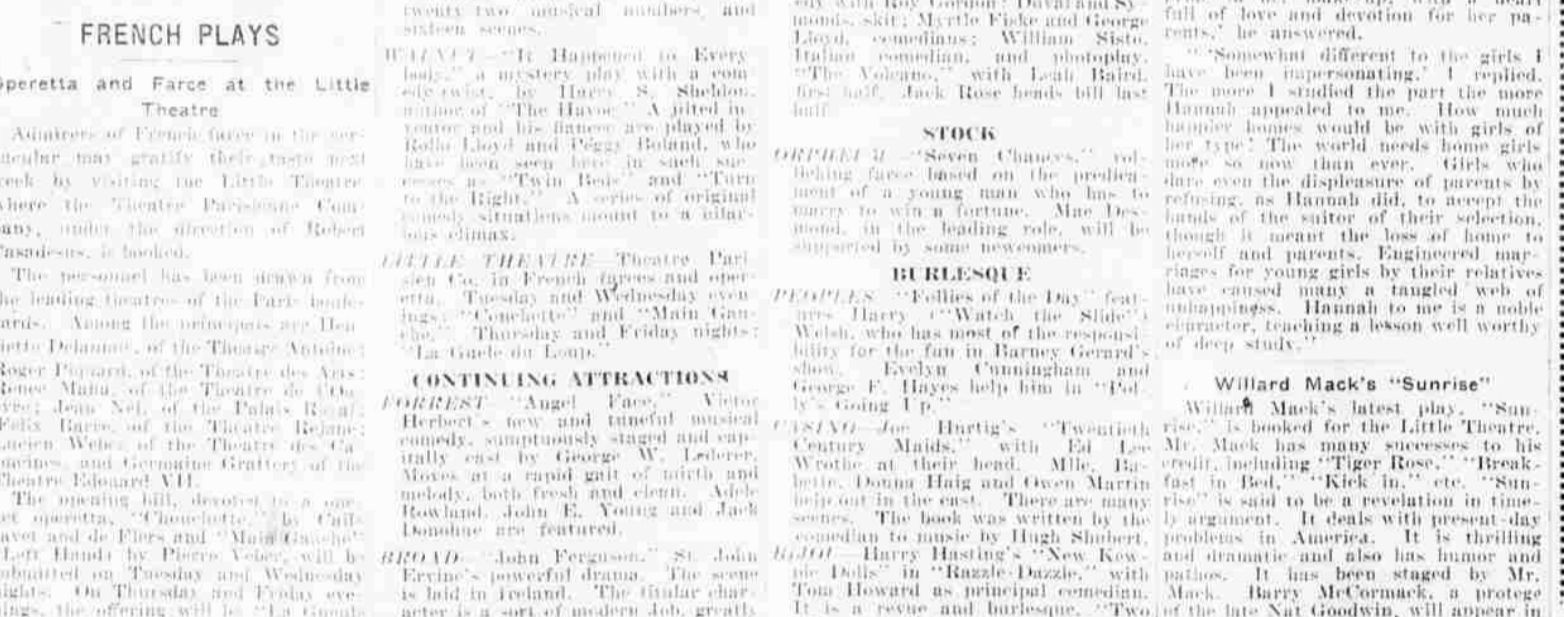 FRENCH PLAYS
Operetta and Farce at the Little
Theatre
Admirers of French farce in the ver-
nacular may gratify their taste next
week by visiting the Little Theatre
where the Theatre Parisienne Com-
pany, under the direction of Robert
Casadesus, is booked.
The personnel has been drawn from
the leading theatres of the Paris boule-
vards. Among the principals are Hen-
riette Delannoy, of the Theatre Antoine;
Roger of the Theatre des Arts;
Renee of the Theatre de l'Oeu-
vre; Jean Nel, of the Palais Royal;
Felix Barre, of the Theatre Rejane;
Lucien Weber, of the Theatre des Ca-
pucines, and Germaine of the
Theatre Edouard VII.
The opening bill, devoted to a one-
act operetta, "Chonchette," by Cail-
lavet and de Flers and "Main Gauche"
(Left Hand) by Pierre Veber, will be
submitted on Tuesday and Wednesday
nights. On Thursday and Friday eve-
nings, the offering will be "La
twenty-two musical numbers, and
sixteen scenes.
WALNUT—"It Happened to Every-
body," a mystery play with a com-
edy twist, by Harry S. Sheldon,
author of "The Havoc" A jilted in-
ventor and his fiancee are played by
Rollo Lloyd and Peggy Boland, who
have been seen here in such suc-
cesses as "Twin Beds" and "Turn
to the Right." A series of original
comedy situations mount to a hilar-
ious climax.
LITTLE THEATRE—Theatre Pari-
sien Co. in French farces and oper-
etta. Tuesday and Wednesday even-
ings, "Conchette" and "Main Gau-
che." Thursday and Friday nights;
"La Guele du Loup."
CONTINUING ATTRACTIONS
FORREST—"Angel Face," Victor
Herbert's new and tuneful musical
comedy, sumptuously staged and cap-
itally cast by George W. Lederer.
Moves at a rapid gait of mirth and
melody, both fresh and clean. Adele
Rowland, John E. Young and Jack
Donohue are featured.
BROAD—"John Ferguson," St. John
Ervine's powerful drama. The scene
is laid in Ireland. The titular char-
acter is a sort of modern Job, greatly
with Roy Gordon; Duval and Sy-
monds, skit; Myrtle Fiske and George
Lloyd, comedians; William Sisto,
Italian comedian, and photoplay,
"The Volcano," with Leah Baird,
first half. Jack Rose heads bill last
half.
STOCK
ORPHEUM—"Seven Chances," rol-
licking farce based on the predica-
ment of a young man who has to
marry to win a fortune. Mae Des-
mond, in the leading role, will be
supported by some newcomers.
BURLESQUE
PEOPLES—"Follies of the Day" feat-
ures Harry ("Watch the Slide")
Welsh, who has most of the responsi-
bility for the fun in Barney Gerard's
show. Evelyn Cunningham and
George F. Hayes help him in "Pol-
ly's Going Up."
CASINO—Joe Hurtig's "Twentieth
Century Maids," with Ed Lee
Wrothe at their head. Mlle. Ba-
bette, Donna Haig and Owen Martin
help out in the cast. There are many
scenes. The book was written by the
comedian to music by Hugh Shubert.
BIJOU—Harry Hasting's "New Kew-
pie Dolls" in "Razzle-Dazzle," with
Tom Howard as principal comedian.
It is a revue and burlesque. "Two
full of love and devotion for her pa-
rents,' he answered.
"'Somewhat different to the girls I
have been impersonating,' I replied.
The more I studied the part the more
Hannah appealed to me. How much
happier homes would be with girls of
her type! The world needs home girls
more so now than ever. Girls who
dare even the displeasure of parents by
refusing, as Hannah did, to accept the
hands of the suitor of their selection,
though it meant the loss of home to
herself and parents. Engineered mar-
riages for young girls by their relatives
have caused many a tangled web of
unhappiness. Hannah to me is a noble
character, teaching a lesson well worthy
of deep study."
Willard Mack's "Sunrise"
Willard Mack's latest play, "Sun-
rise," is booked for the Little Theatre.
Mr. Mack has many successes to his
credit, including "Tiger Rose," "Break-
fast in Bed," "Kick in," etc. "Sun-
rise" is said to be a revelation in time-
ly argument. It deals with present-day
problems in America. It is thrilling
and dramatic and also has humor and
pathos. It has been staged by Mr.
Mack. Barry McCormack, a protege
of the late Nat Goodwin, will appear in